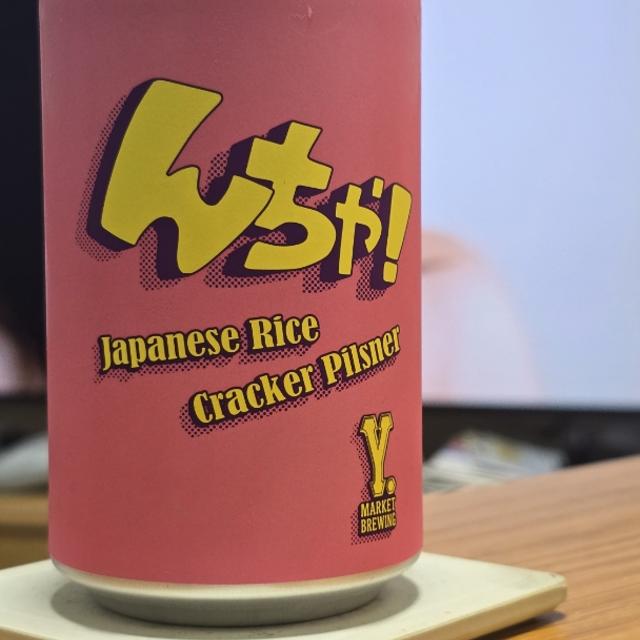 んちゃ!
Japanese Rice
Cracker Pilsner
Y.
MARKET
BREWING